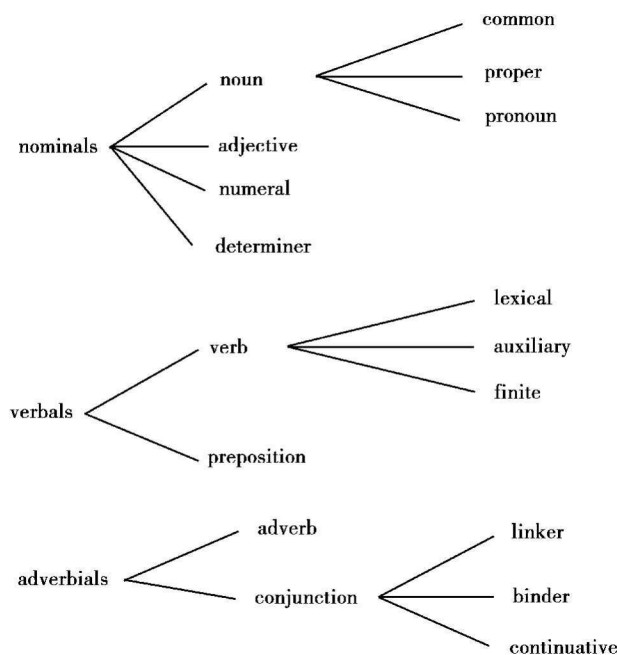 common
noun
proper
pronoun
nominals
adjective
numeral
determiner
lexical
verb
auxiliary
finite
verbals
preposition
adverb
linker
adverbials
conjunction
binder
continuative